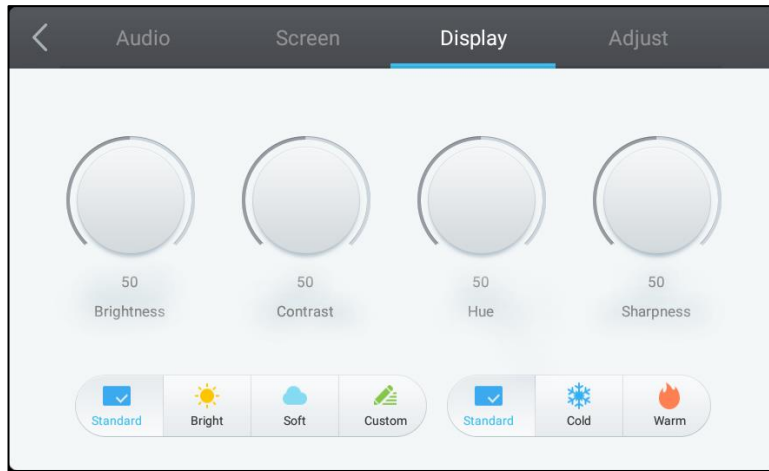 Audio Screen Display Adjust
50 50 50 50
Brightness Contrast Hue Sharpness
Standard Bright Soft Custom Standard Cold Warm